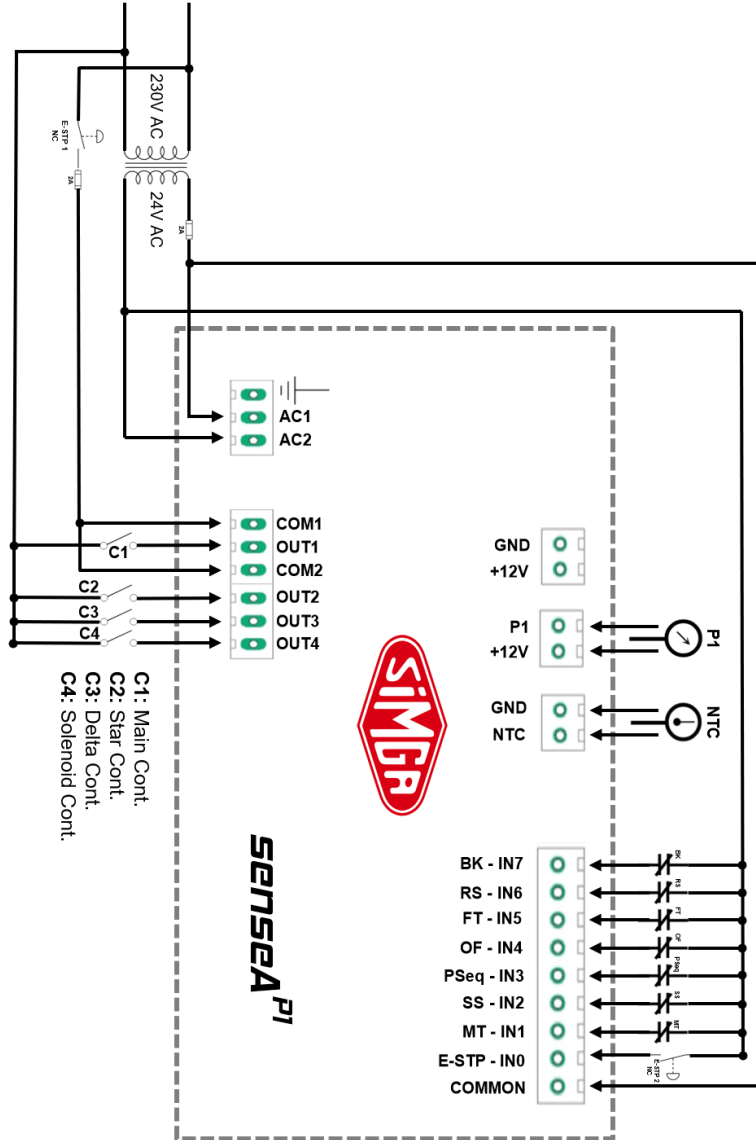 230V AC
E-STP 1
NC
2A
24V AC
2A
AC1
AC2
COM1
OUT1
COM2
OUT2
OUT3
OUT4
C1
C2
C3
C4
C1: Main Cont.
C2: Star Cont.
C3: Delta Cont.
C4: Solenoid Cont.
GND
+12V
P1
+12V
P1
GND
NTC
NTC
SiMGA
senseA P1
BK - IN7
BK
RS - IN6
RS
FT - IN5
FT
OF - IN4
OF
PSeq - IN3
PSeq
SS - IN2
SS
MT - IN1
MT
E-STP - IN0
E-STP 2
NC
COMMON